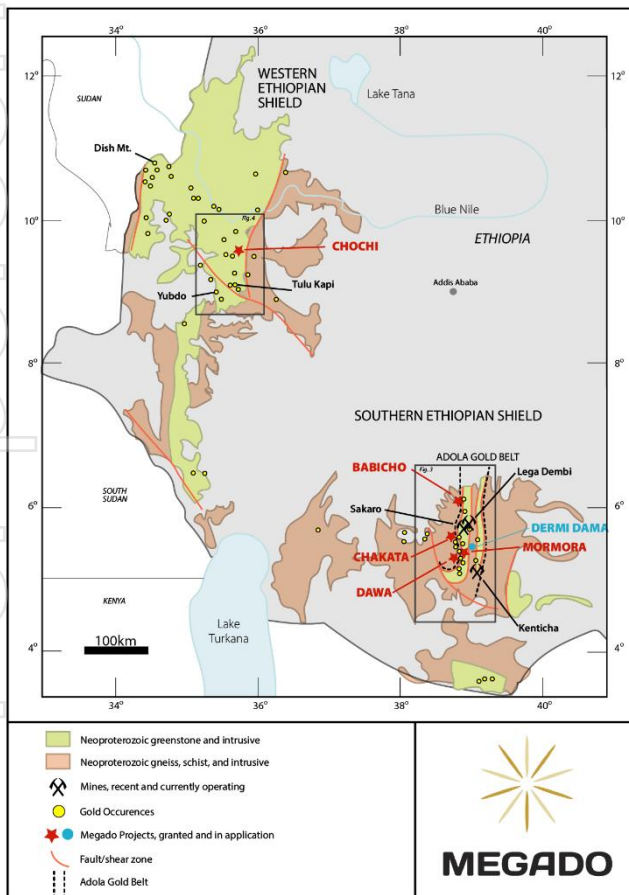 34°
36°
38°
40°
12°
12°
WESTERN
ETHIOPIAN
SHIELD
Lake Tana
SUDAN
Dish Mt.
10°
10°
Blue Nile
Fig.4
ETHIOPIA
CHOCHI
Tulu Kapi
Yubdo
Addis Ababa
8°
8°
SOUTHERN ETHIOPIAN SHIELD
ADOLA GOLD BELT
BABICHO
Fig.3
Lega Dembi
6°
6°
Sakaro
SOUTH
SUDAN
DERMI DAMA
CHAKATA
MORMORA
DAWA
KENYA
Lake
Turkana
Kenticha
100km
4°
4°
34°
36°
38°
40°
Neoproterozoic greenstone and intrusive
Neoproterozoic gneiss, schist, and intrusive
Mines, recent and currently operating
Gold Occurences
Megado Projects, granted and in application
Fault/shear zone
Adola Gold Belt
MEGADO